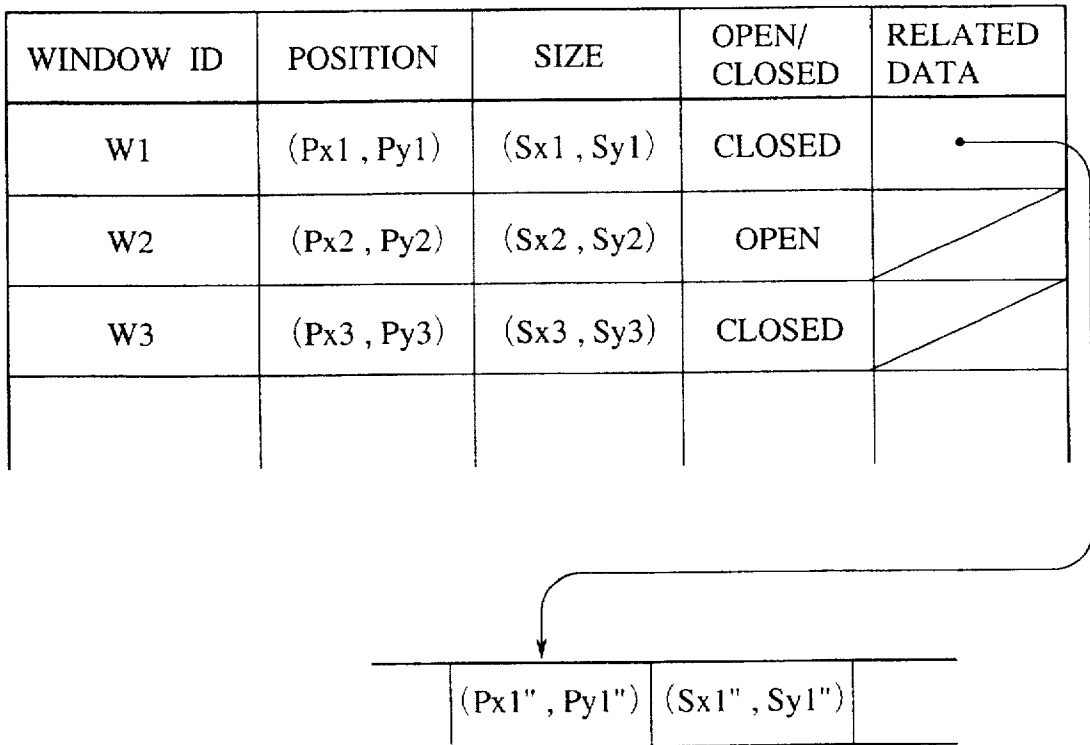 WINDOW ID POSITION SIZE OPEN/ CLOSED RELATED DATA
W1 (Px1 , Py1) (Sx1 , Sy1) CLOSED
W2 (Px2 , Py2) (Sx2 , Sy2) OPEN
W3 (Px3 , Py3) (Sx3 , Sy3) CLOSED
(Px1" , Py1") (Sx1" , Sy1")